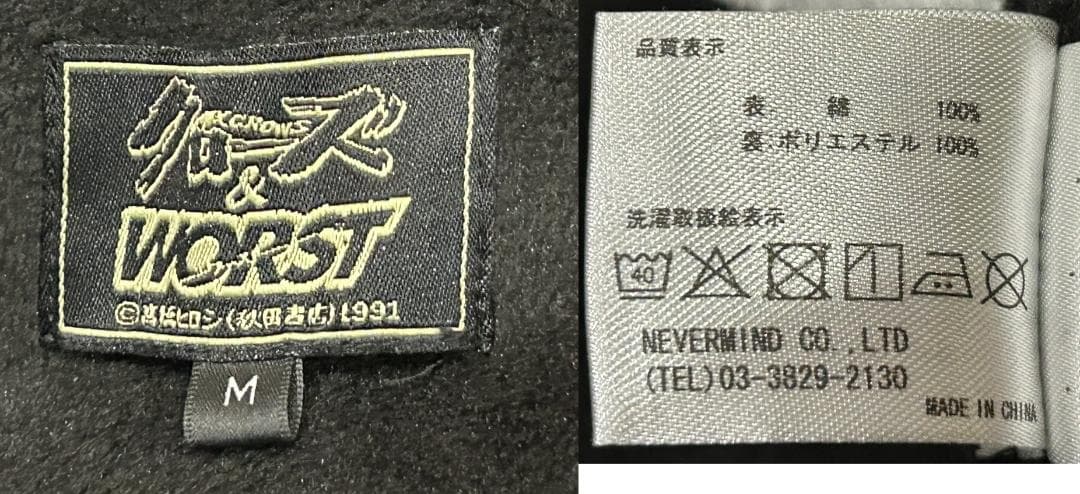 クローズ
CROWS
&
WORST
©髙橋ヒロシ(秋田書店)1991
M
品質表示
表 綿 100%
裏:ポリエステル 100%
洗濯取扱絵表示
40
NEVERMIND CO.,LTD
(TEL)03-3829-2130
MADE IN CHINA